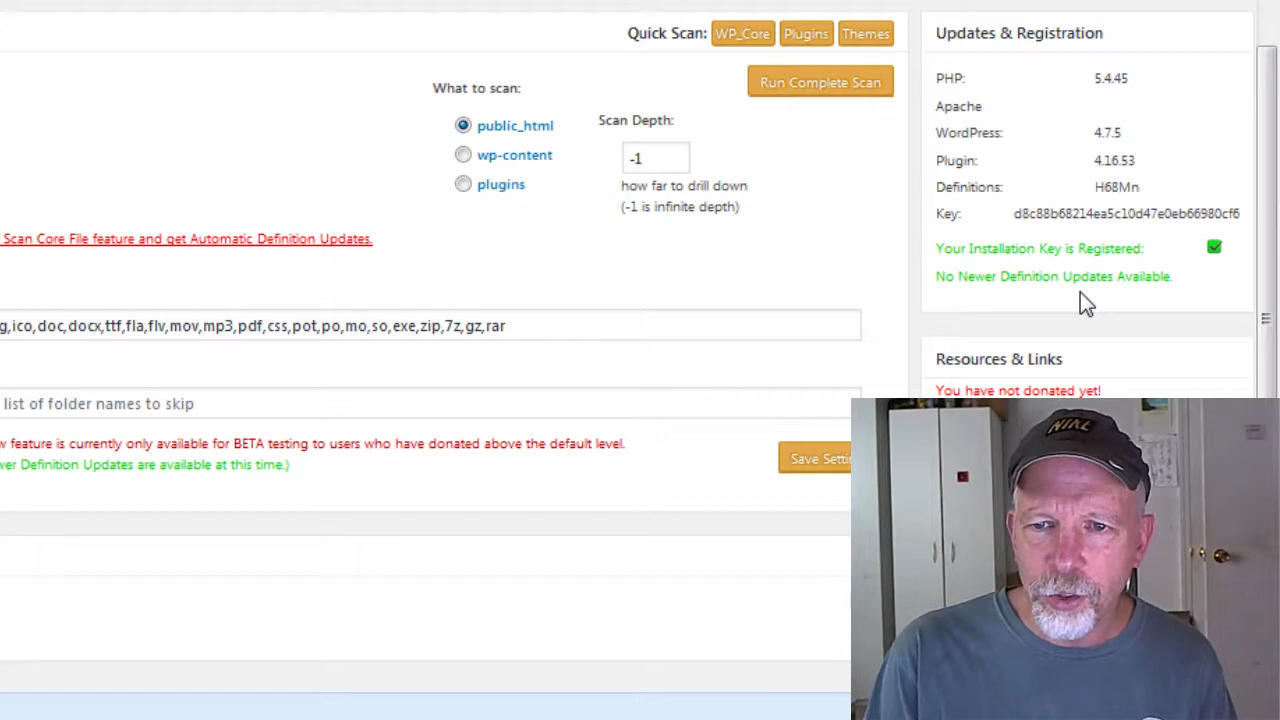 Quick Scan: WP_Core Plugins Themes
Run Complete Scan
What to scan:
public_html
wp-content
plugins
Scan Depth:
-1
how far to drill down
(-1 is infinite depth)
Scan Core File feature and get Automatic Definition Updates.
g,ico,doc,docx,ttf,fla,flv,mov,mp3,pdf,css,pot,po,mo,so,exe,zip,7z,gz,rar
list of folder names to skip
w feature is currently only available for BETA testing to users who have donated above the default level.
wer Definition Updates are available at this time.)
Save Setti
Updates & Registration
PHP: 5.4.45
Apache
WordPress: 4.7.5
Plugin: 4.16.53
Definitions: H68Mn
Key: d8c88b68214ea5c10d47e0eb66980cf6
Your Installation Key is Registered:
No Newer Definition Updates Available.
Resources & Links
You have not donated yet!